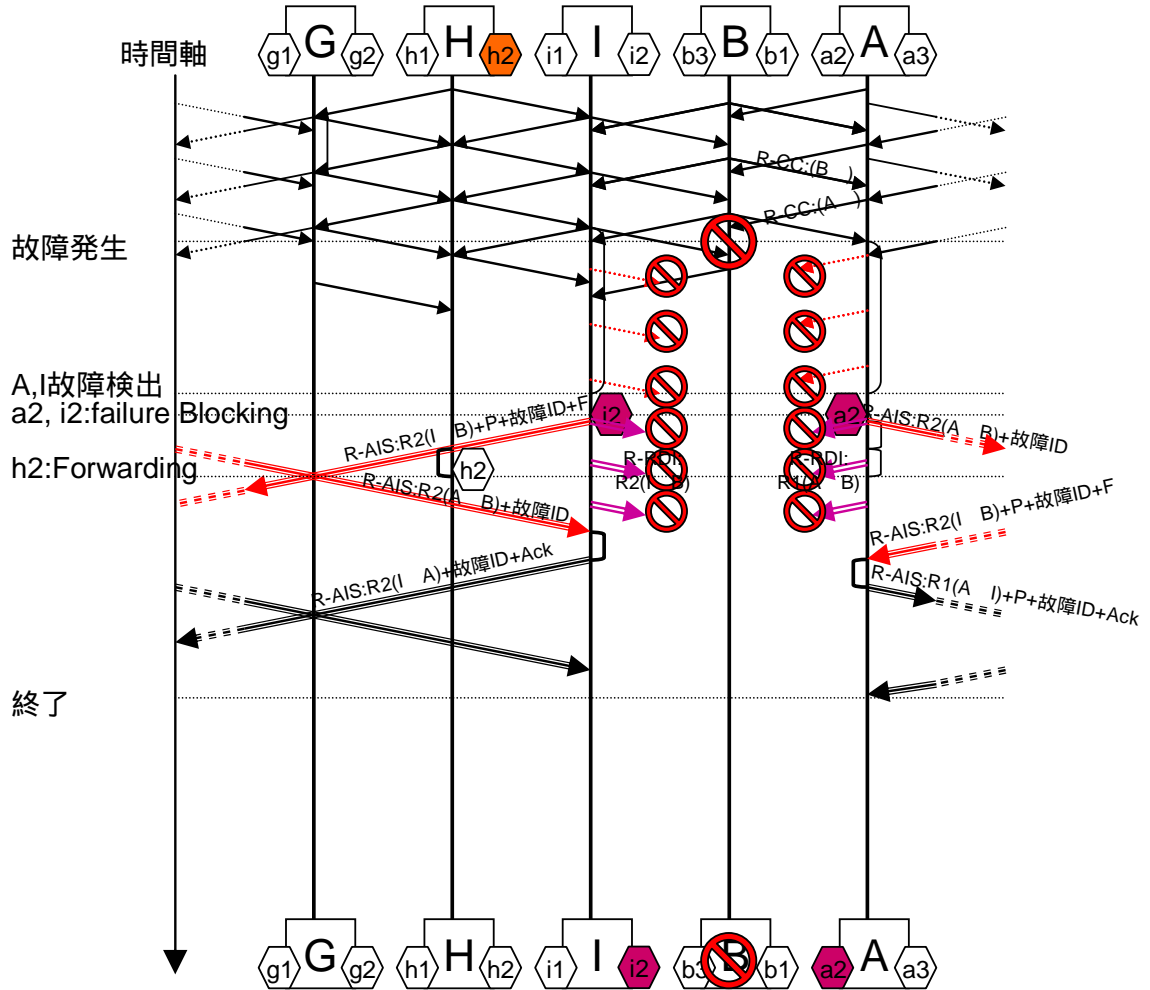 時間軸
G
H
I
B
A
g1
g2
h1
h2
i1
i2
b3
b1
a2
a3
R-CC:(B )
R-CC:(A )
故障発生
A,I故障検出
a2, i2:failure Blocking
h2:Forwarding
i2
a2
h2
R-AIS:R2(I B)+P+故障ID+F
R-AIS:R2(A B)+故障ID
R-AIS:R2(A B)+故障ID
R-RDI:
R2(I B)
R-RDI:
R1(A B)
R-AIS:R2(I B)+P+故障ID+F
R-AIS:R2(I A)+故障ID+Ack
R-AIS:R1(A I)+P+故障ID+Ack
終了
G
H
I
B
A
g1
g2
h1
h2
i1
i2
b3
b1
a2
a3